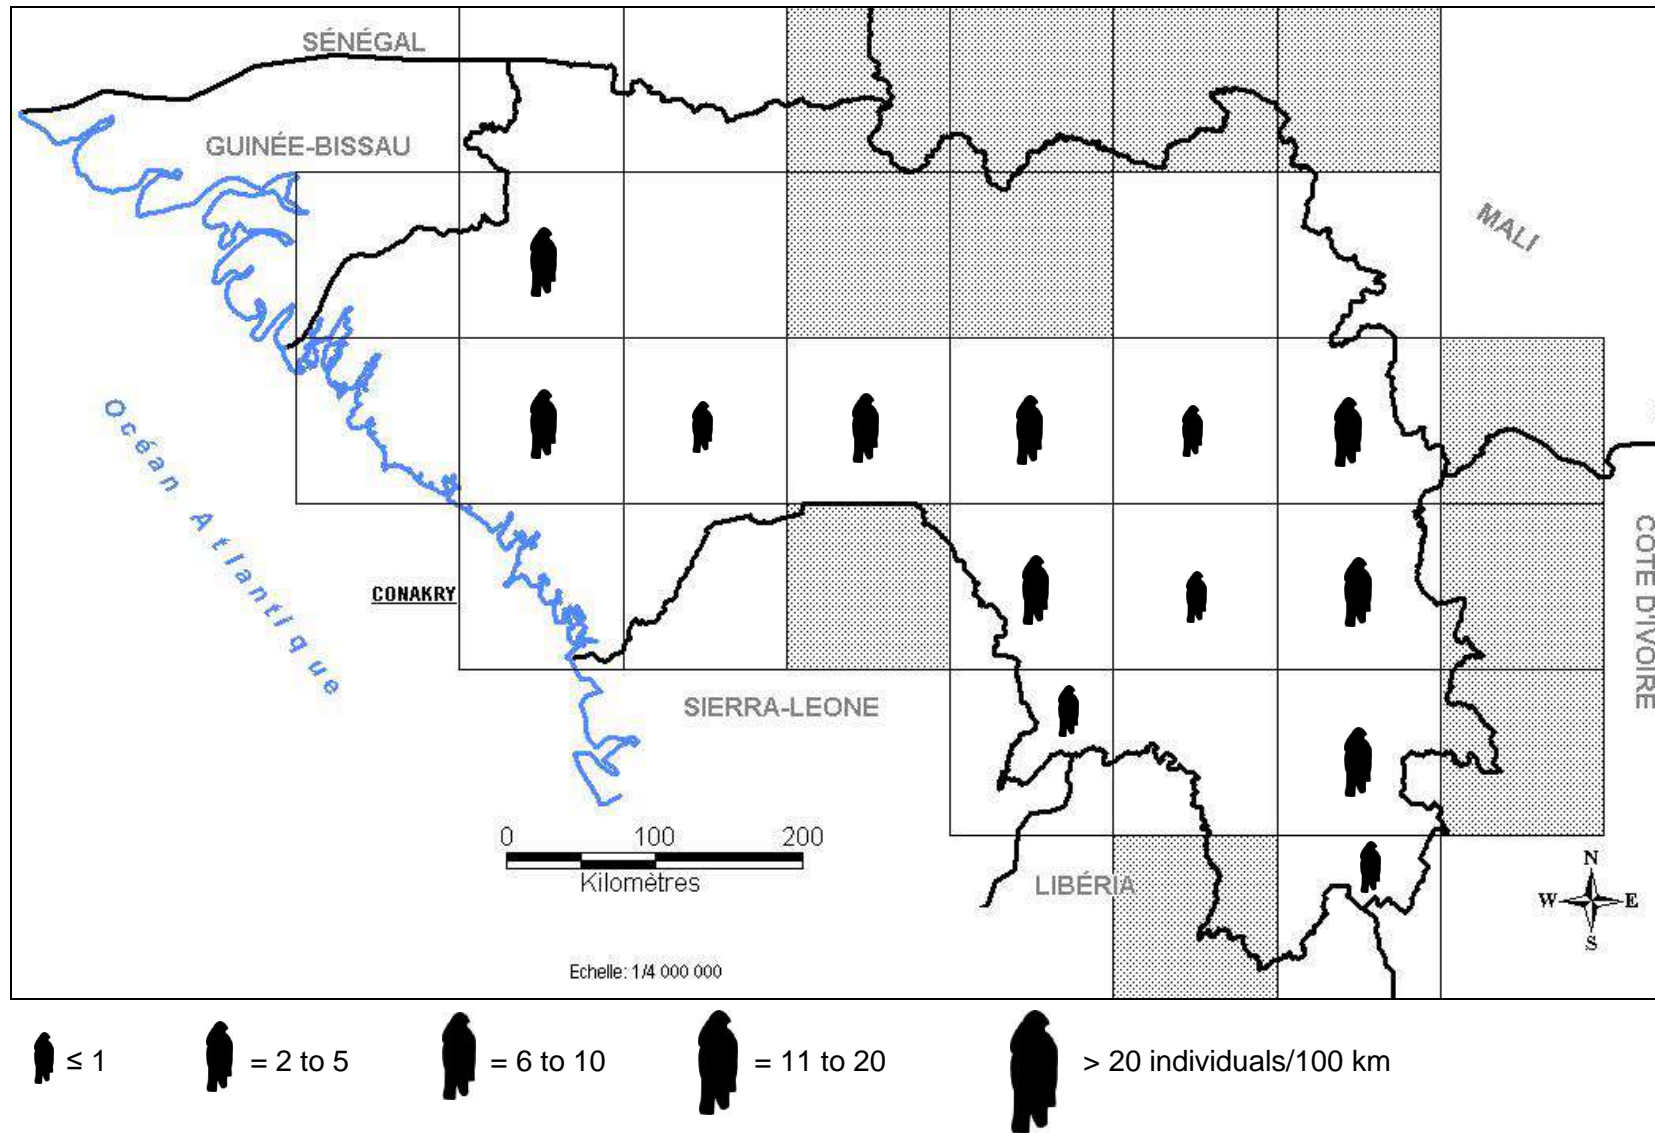 SÉNÉGAL
GUINÉE-BISSAU
MALI
Océan Atlantique
CONAKRY
COTE D'IVOIRE
SIERRA-LEONE
0 100 200
Kilomètres
LIBÉRIA
N
W E
S
Echelle: 1/4 000 000
≤ 1 = 2 to 5 = 6 to 10 = 11 to 20 > 20 individuals/100 km